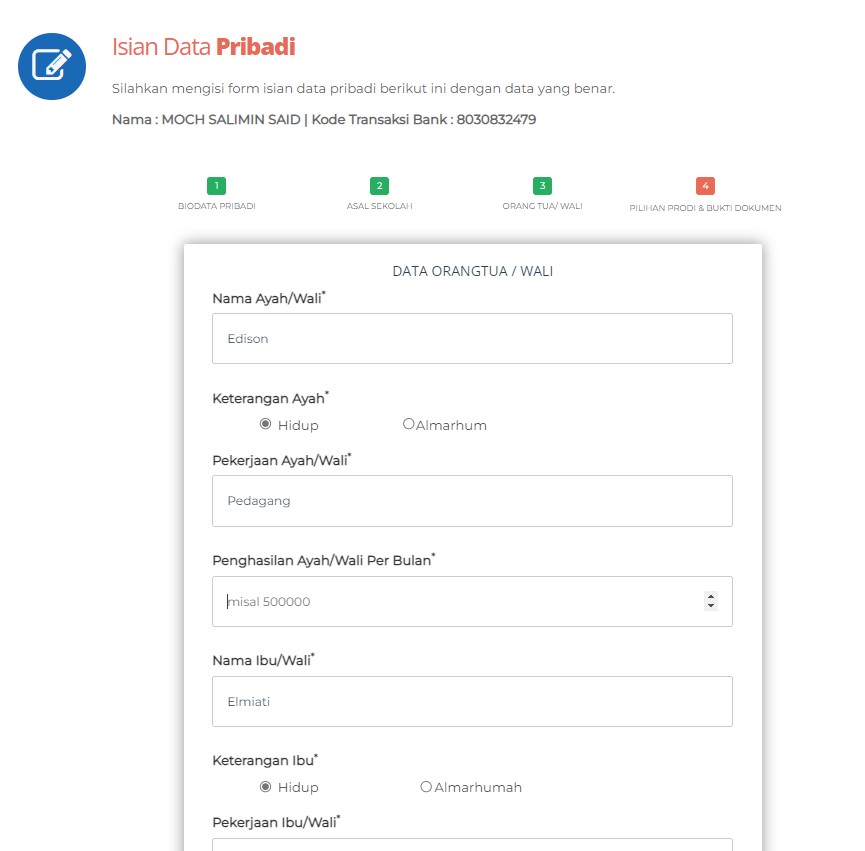 Isian Data Pribadi
Silahkan mengisi form isian data pribadi berikut ini dengan data yang benar.
Nama : MOCH SALIMIN SAID | Kode Transaksi Bank : 8030832479
1 2 3 4
BIODATA PRIBADI ASAL SEKOLAH ORANG TUA/ WALI PILIHAN PRODI & BUKTI DOKUMEN
DATA ORANGTUA / WALI
Nama Ayah/Wali*
Edison
Keterangan Ayah*
Hidup Almarhum
Pekerjaan Ayah/Wali*
Pedagang
Penghasilan Ayah/Wali Per Bulan*
misal 500000
Nama Ibu/Wali*
Elmiati
Keterangan Ibu*
Hidup Almarhumah
Pekerjaan Ibu/Wali*